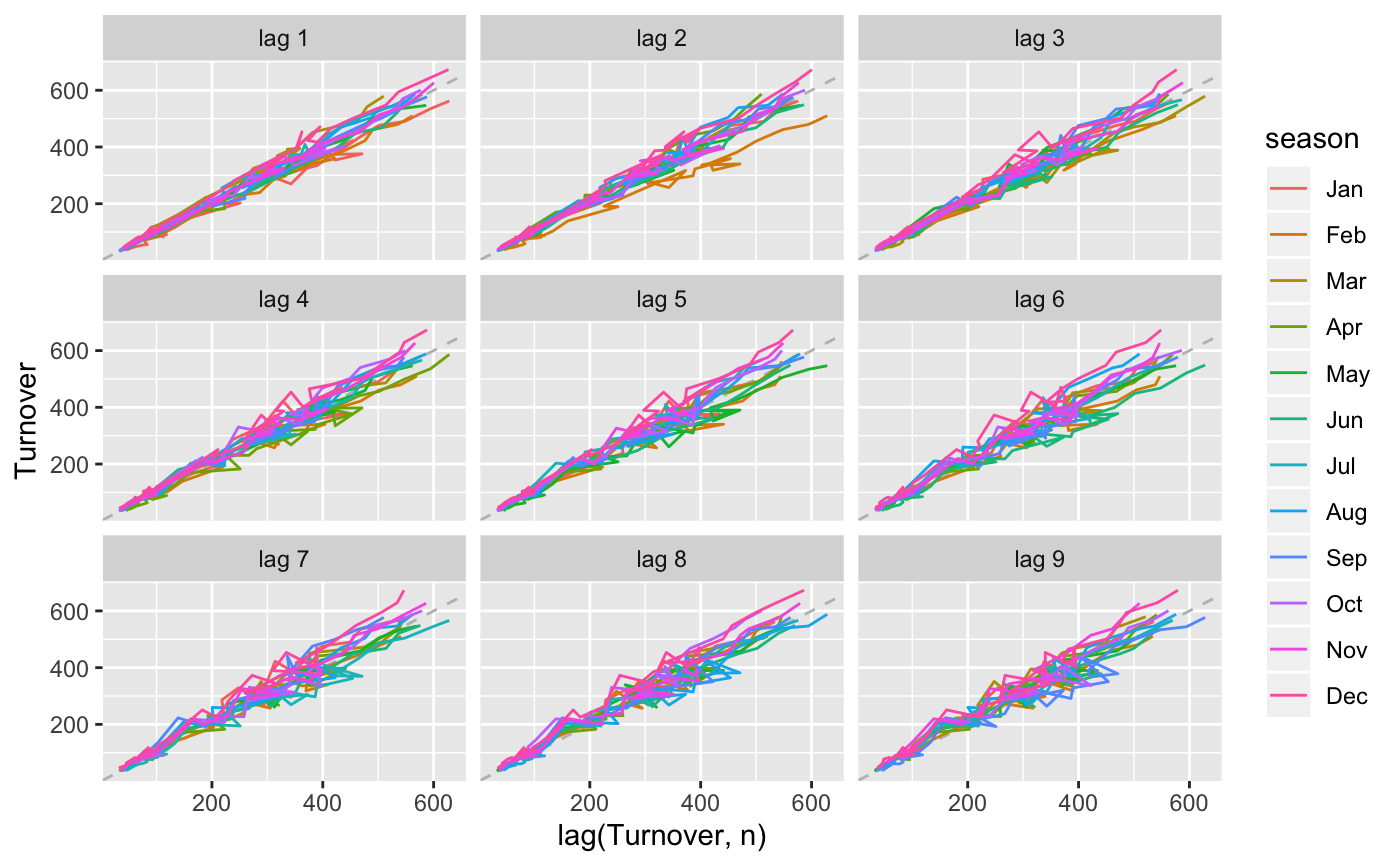 lag 1
lag 2
lag 3
600
400
200
season
Jan
Feb
Mar
Apr
May
Jun
Jul
Aug
Sep
Oct
Nov
Dec
lag 4
lag 5
lag 6
600
400
200
Turnover
lag 7
lag 8
lag 9
600
400
200
200 400 600 200 400 600 200 400 600
lag(Turnover, n)